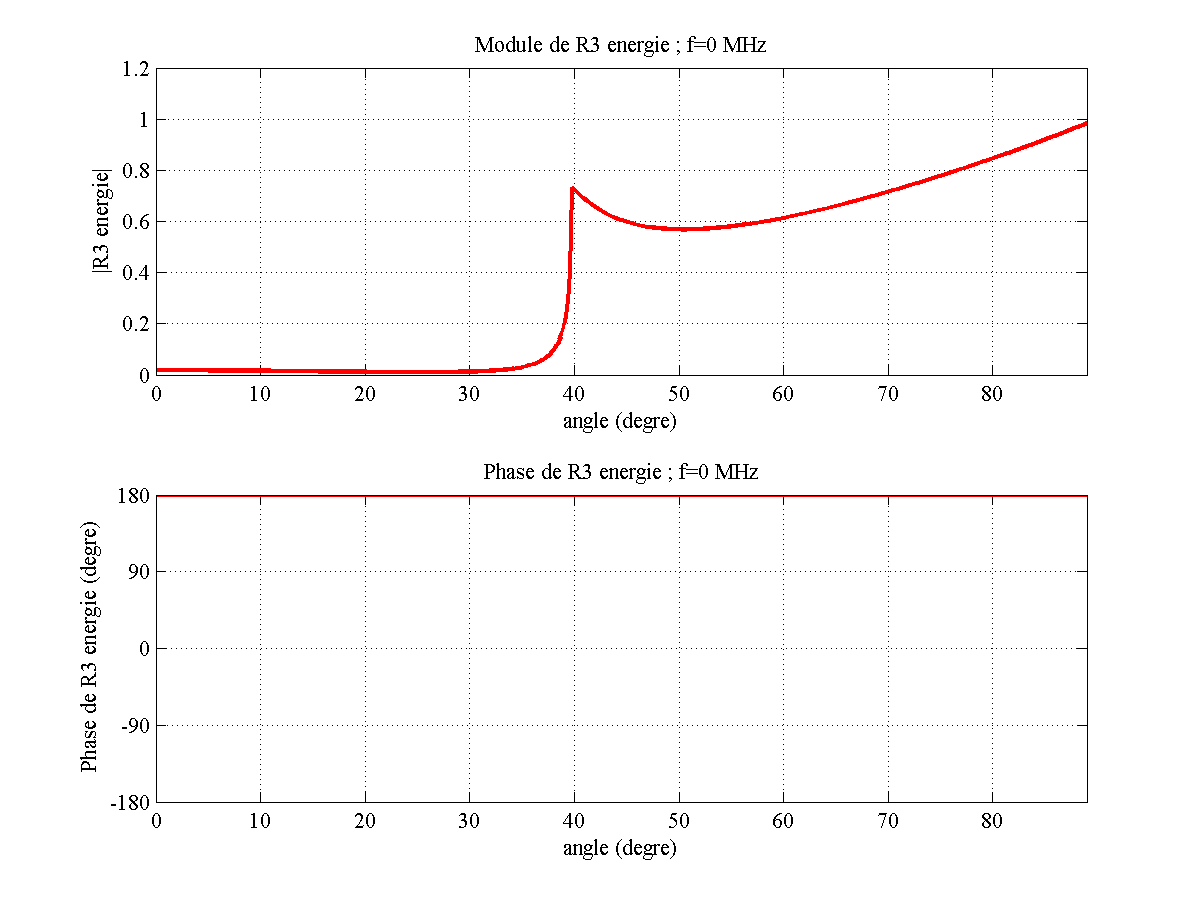 Module de R3 energie ; f=0 MHz
1.2
1
0.8
0.6
0.4
0.2
0
|R3 energie|
0 10 20 30 40 50 60 70 80
angle (degre)
Phase de R3 energie ; f=0 MHz
180
90
0
-90
-180
Phase de R3 energie (degre)
0 10 20 30 40 50 60 70 80
angle (degre)